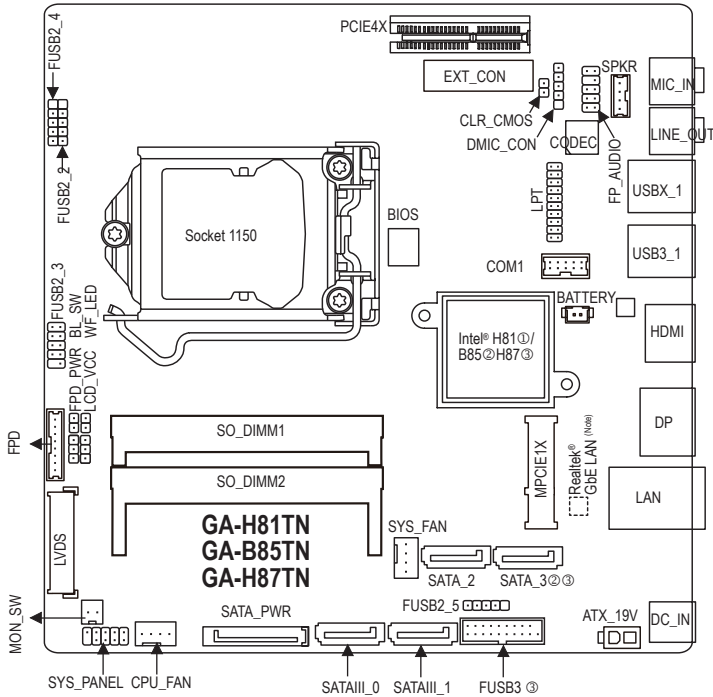 FUSB2_4
PCIE4X
EXT_CON
SPKR
MIC_IN
CLR_CMOS
DMIC_CON
CODEC
LINE_OUT
FP_AUDIO
FUSB2_2
USBX_1
LPT
BIOS
Socket 1150
COM1
USB3_1
FUSB2_3
BL_SW
WF_LED
BATTERY
Intel® H81①/
B85②H87③
HDMI
FPD_PWR
LCD_VCC
FPD
SO_DIMM1
DP
MPCIE1X
Realtek®
GbE LAN (Note)
SO_DIMM2
LAN
LVDS
GA-H81TN
GA-B85TN
GA-H87TN
SYS_FAN
SATA_2
SATA_3②③
MON_SW
SATA_PWR
FUSB2_5
ATX_19V
DC_IN
SYS_PANEL
CPU_FAN
SATAIII_0
SATAIII_1
FUSB3 ③